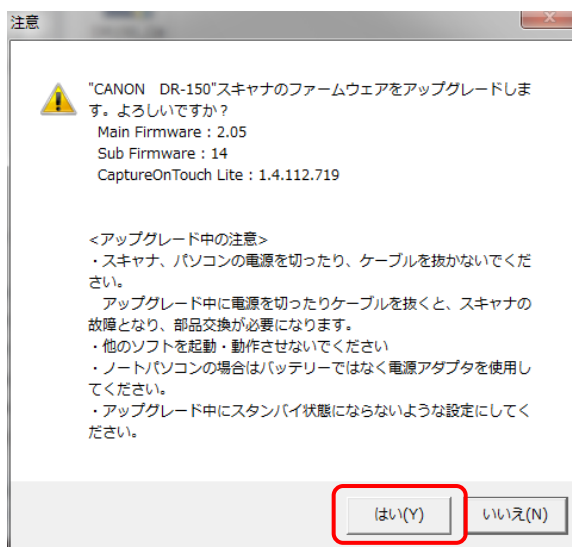 注意
"CANON DR-150"スキャナのファームウェアをアップグレードしま
す。よろしいですか？
Main Firmware : 2.05
Sub Firmware : 14
CaptureOnTouch Lite : 1.4.112.719
<アップグレード中の注意>
・スキャナ、パソコンの電源を切ったり、ケーブルを抜かないでくだ
さい。
アップグレード中に電源を切ったりケーブルを抜くと、スキャナの
故障となり、部品交換が必要になります。
・他のソフトを起動・動作させないでください
・ノートパソコンの場合はバッテリーではなく電源アダプタを使用し
てください。
・アップグレード中にスタンバイ状態にならないような設定にしてく
ださい。
はい(Y) いいえ(N)